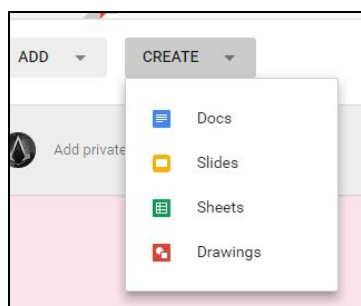 ADD CREATE
Docs
Add private
Slides
Sheets
Drawings